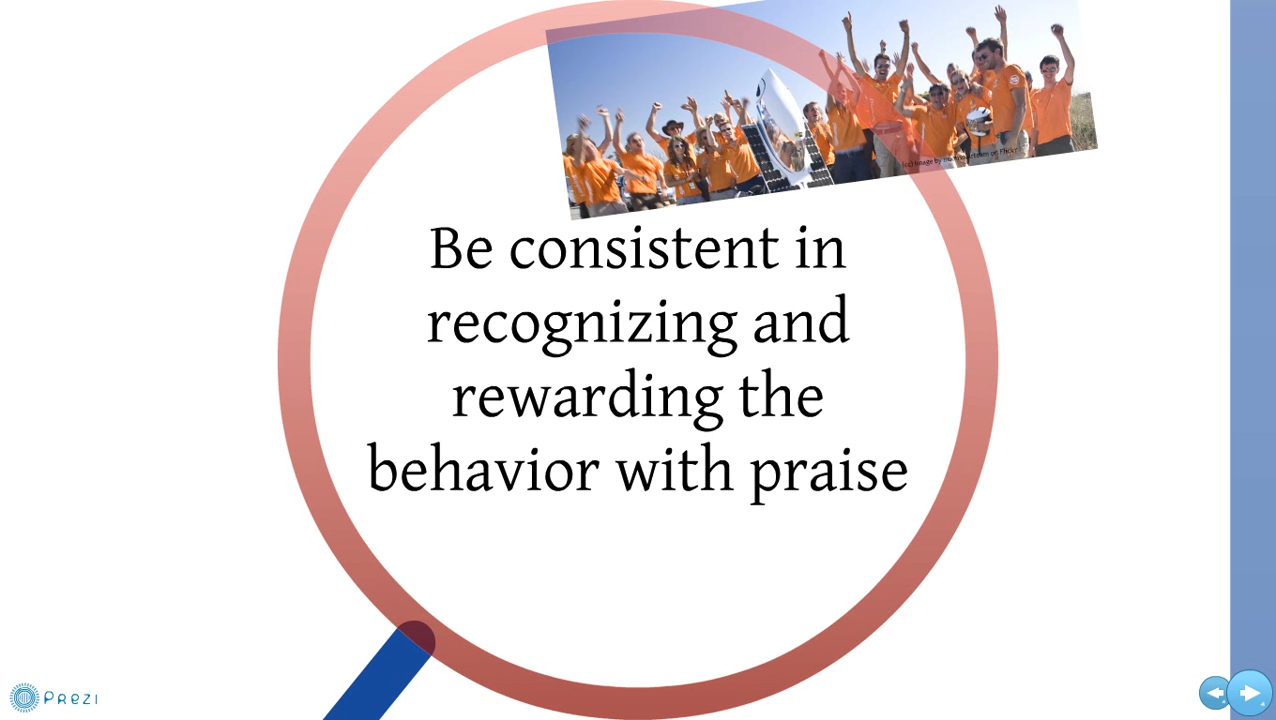 Be consistent in
recognizing and
rewarding the
behavior with praise
PREZI